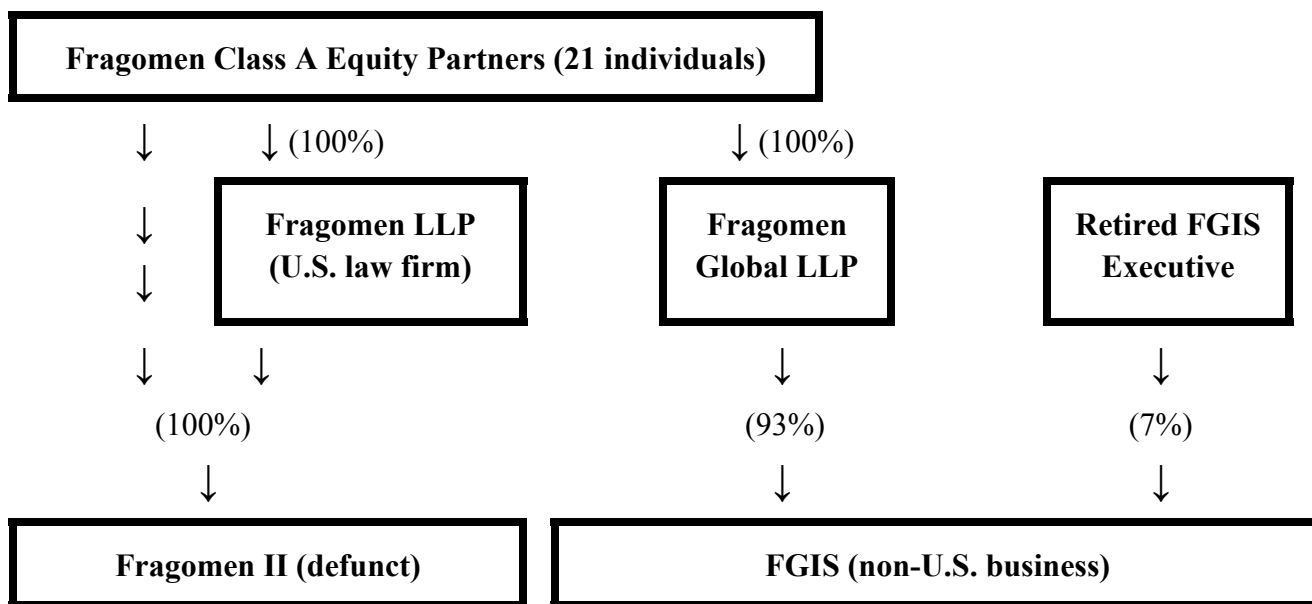 Fragomen Class A Equity Partners (21 individuals)
↓ ↓ (100%) ↓ (100%)
↓ Fragomen LLP Fragomen Retired FGIS
↓ (U.S. law firm) Global LLP Executive
↓ ↓ ↓ ↓
(100%) (93%) (7%)
↓ ↓ ↓
Fragomen II (defunct) FGIS (non-U.S. business)